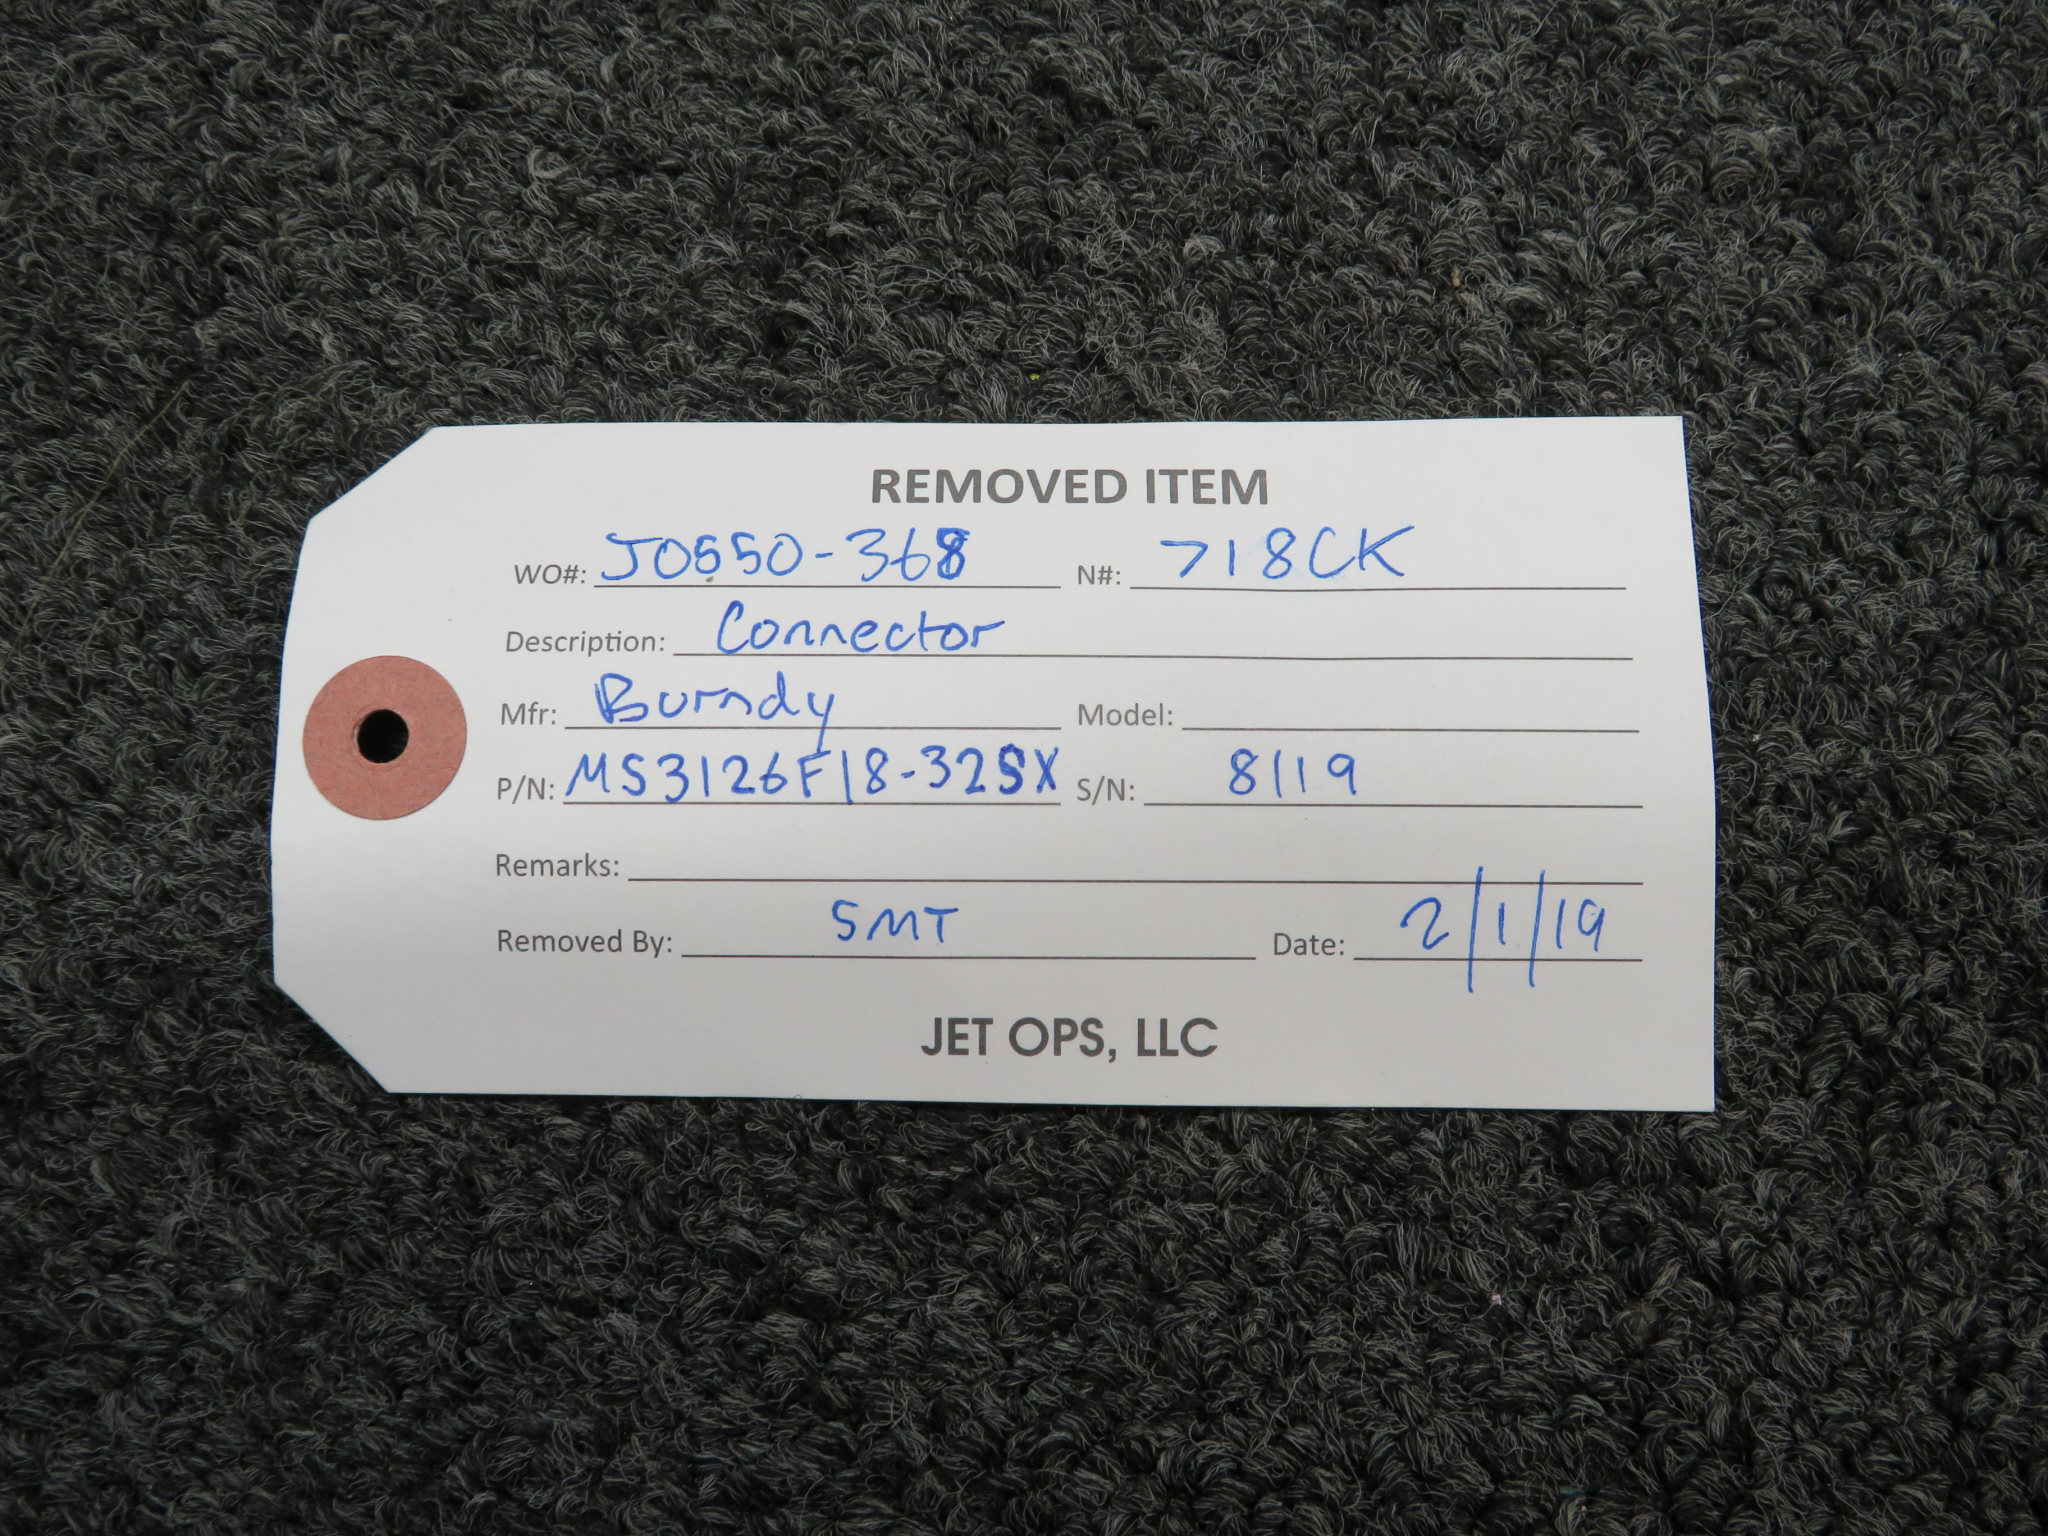 REMOVED ITEM
WO#: J0550-368 N#: 718CK
Description: Connector
Mfr: Burndy Model:
P/N: MS3126F18-32SX S/N: 8119
Remarks:
Removed By: SMT Date: 2/1/19
JET OPS, LLC